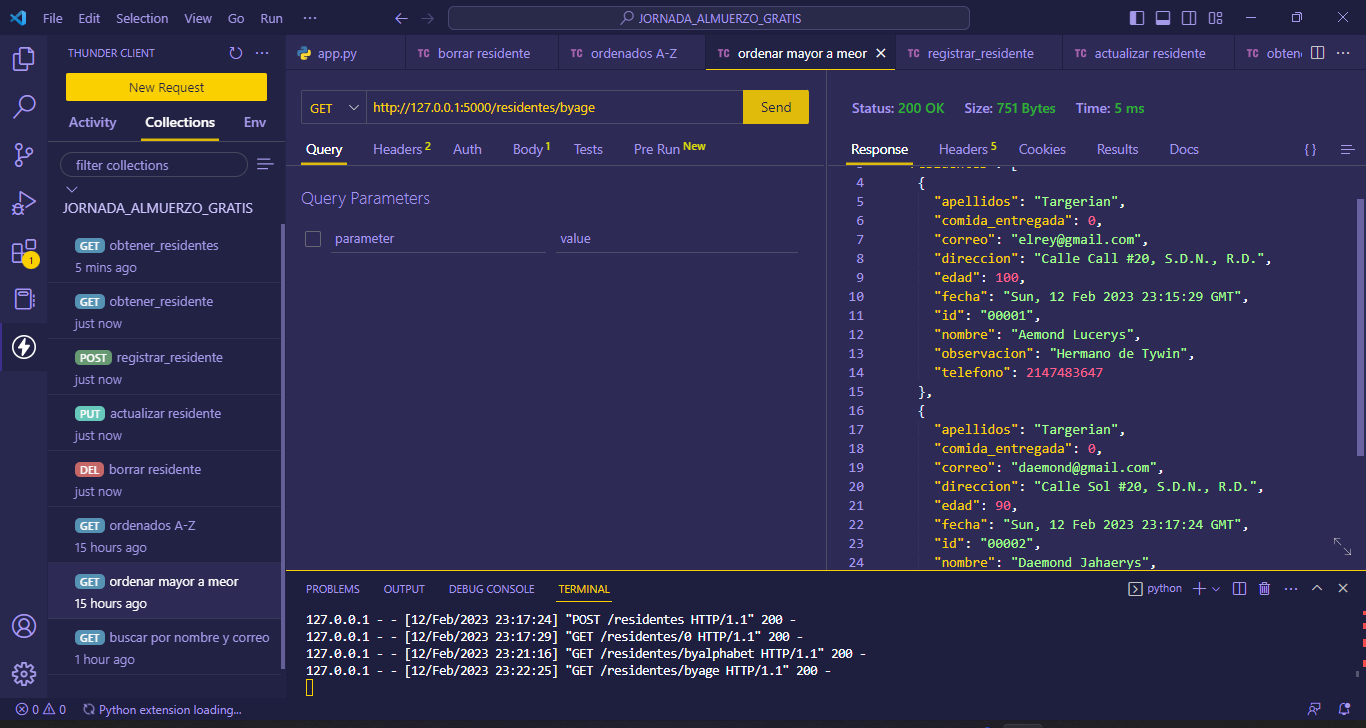 File Edit Selection View Go Run ··· JORNADA_ALMUERZO_GRATIS
THUNDER CLIENT
New Request
Activity Collections Env
filter collections
JORNADA_ALMUERZO_GRATIS
GET obtener_residentes
5 mins ago
GET obtener_residente
just now
POST registrar_residente
just now
PUT actualizar residente
just now
DEL borrar residente
just now
GET ordenados A-Z
15 hours ago
GET ordenar mayor a meor
15 hours ago
GET buscar por nombre y correo
1 hour ago
app.py TC borrar residente TC ordenados A-Z TC ordenar mayor a meor TC registrar_residente TC actualizar residente TC obtene
GET http://127.0.0.1:5000/residentes/byage Send
Query Headers 2 Auth Body 1 Tests Pre Run New
Query Parameters
parameter value
Status: 200 OK Size: 751 Bytes Time: 5 ms
Response Headers 5 Cookies Results Docs { }
4 {
5 "apellidos": "Targerian",
6 "comida_entregada": 0,
7 "correo": "elrey@gmail.com",
8 "direccion": "Calle Call #20, S.D.N., R.D.",
9 "edad": 100,
10 "fecha": "Sun, 12 Feb 2023 23:15:29 GMT",
11 "id": "00001",
12 "nombre": "Aemond Lucerys",
13 "observacion": "Hermano de Tywin",
14 "telefono": 2147483647
15 },
16 {
17 "apellidos": "Targerian",
18 "comida_entregada": 0,
19 "correo": "daemond@gmail.com",
20 "direccion": "Calle Sol #20, S.D.N., R.D.",
21 "edad": 90,
22 "fecha": "Sun, 12 Feb 2023 23:17:24 GMT",
23 "id": "00002",
24 "nombre": "Daemond Jahaerys",
PROBLEMS OUTPUT DEBUG CONSOLE TERMINAL python
127.0.0.1 - - [12/Feb/2023 23:17:24] "POST /residentes HTTP/1.1" 200 -
127.0.0.1 - - [12/Feb/2023 23:17:29] "GET /residentes/0 HTTP/1.1" 200 -
127.0.0.1 - - [12/Feb/2023 23:21:16] "GET /residentes/byalphabet HTTP/1.1" 200 -
127.0.0.1 - - [12/Feb/2023 23:22:25] "GET /residentes/byage HTTP/1.1" 200 -
1
0 0 Python extension loading...